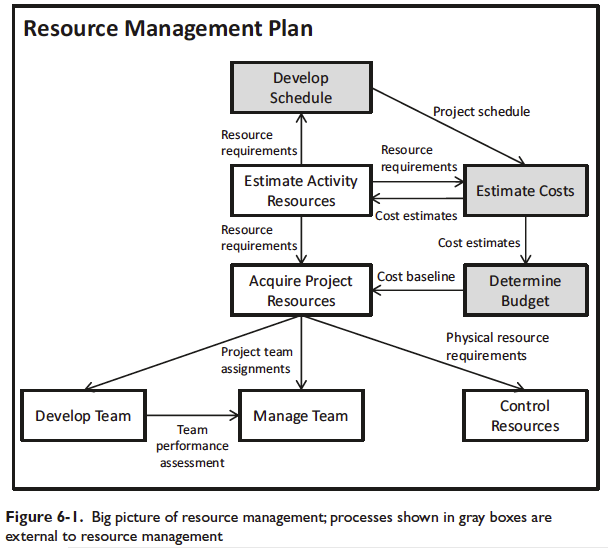 Resource Management Plan
Develop
Schedule
Project schedule
Resource
requirements
Resource
requirements
Estimate Activity
Resources
Estimate Costs
Cost estimates
Resource
requirements
Cost estimates
Acquire Project
Resources
Cost baseline
Determine
Budget
Project team
assignments
Physical resource
requirements
Develop Team
Manage Team
Control
Resources
Team
performance
assessment
Figure 6-1. Big picture of resource management; processes shown in gray boxes are
external to resource management